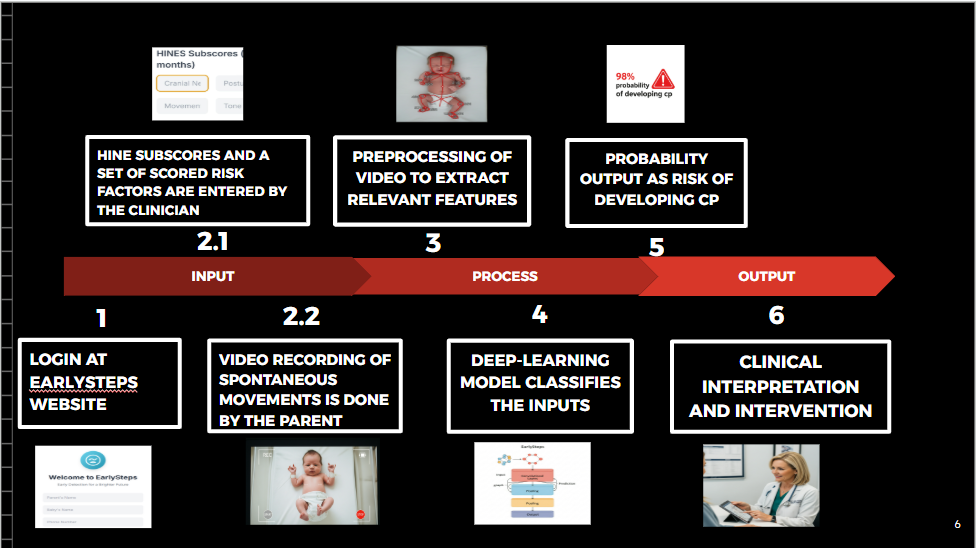 HINES Subscores (
months)
Cranial Ne
Postu
Movemen
Tone
98%
probability
of developing cp
HINE SUBSCORES AND A
SET OF SCORED RISK
FACTORS ARE ENTERED BY
THE CLINICIAN
PREPROCESSING OF
VIDEO TO EXTRACT
RELEVANT FEATURES
PROBABILITY
OUTPUT AS RISK OF
DEVELOPING CP
2.1
3
5
INPUT
PROCESS
OUTPUT
1
2.2
4
6
LOGIN AT
EARLYSTEPS
WEBSITE
VIDEO RECORDING OF
SPONTANEOUS
MOVEMENTS IS DONE
BY THE PARENT
DEEP-LEARNING
MODEL CLASSIFIES
THE INPUTS
CLINICAL
INTERPRETATION
AND INTERVENTION
Welcome to EarlySteps
Early Detection for a Brighter Future
Parent's Name
Baby's Name
Phone Number
REC
EarlySteps
Pooling
6